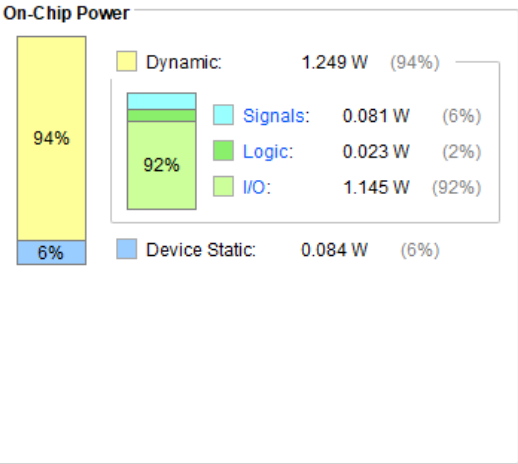 On-Chip Power
Dynamic: 1.249 W (94%)
94%
Signals: 0.081 W (6%)
Logic: 0.023 W (2%)
92%
I/O: 1.145 W (92%)
6%
Device Static: 0.084 W (6%)